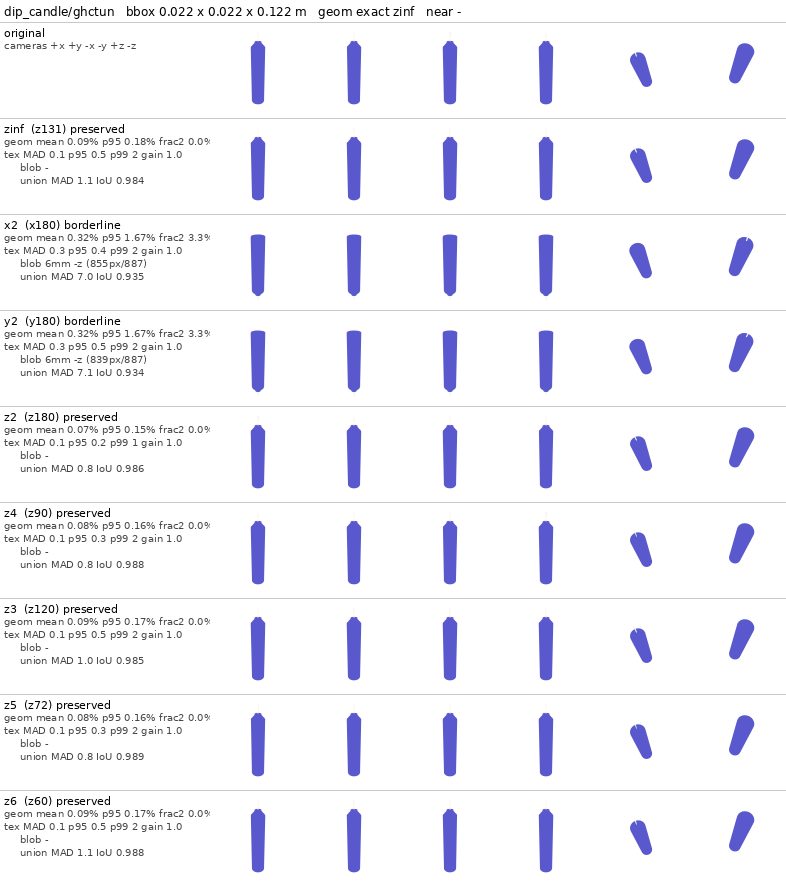 dip_candle/ghctun   bbox 0.022 x 0.022 x 0.122 m   geom exact zinf   near -
original
cameras +x +y -x -y +z -z
zinf  (z131) preserved
geom mean 0.09% p95 0.18% frac2 0.0%
tex MAD 0.1 p95 0.5 p99 2 gain 1.0
blob -
union MAD 1.1 IoU 0.984
x2  (x180) borderline
geom mean 0.32% p95 1.67% frac2 3.3%
tex MAD 0.3 p95 0.4 p99 2 gain 1.0
blob 6mm -z (855px/887)
union MAD 7.0 IoU 0.935
y2  (y180) borderline
geom mean 0.32% p95 1.67% frac2 3.3%
tex MAD 0.3 p95 0.5 p99 2 gain 1.0
blob 6mm -z (839px/887)
union MAD 7.1 IoU 0.934
z2  (z180) preserved
geom mean 0.07% p95 0.15% frac2 0.0%
tex MAD 0.1 p95 0.2 p99 1 gain 1.0
blob -
union MAD 0.8 IoU 0.986
z4  (z90) preserved
geom mean 0.08% p95 0.16% frac2 0.0%
tex MAD 0.1 p95 0.3 p99 2 gain 1.0
blob -
union MAD 0.8 IoU 0.988
z3  (z120) preserved
geom mean 0.09% p95 0.17% frac2 0.0%
tex MAD 0.1 p95 0.5 p99 2 gain 1.0
blob -
union MAD 1.0 IoU 0.985
z5  (z72) preserved
geom mean 0.08% p95 0.16% frac2 0.0%
tex MAD 0.1 p95 0.3 p99 2 gain 1.0
blob -
union MAD 0.8 IoU 0.989
z6  (z60) preserved
geom mean 0.09% p95 0.17% frac2 0.0%
tex MAD 0.1 p95 0.5 p99 2 gain 1.0
blob -
union MAD 1.1 IoU 0.988